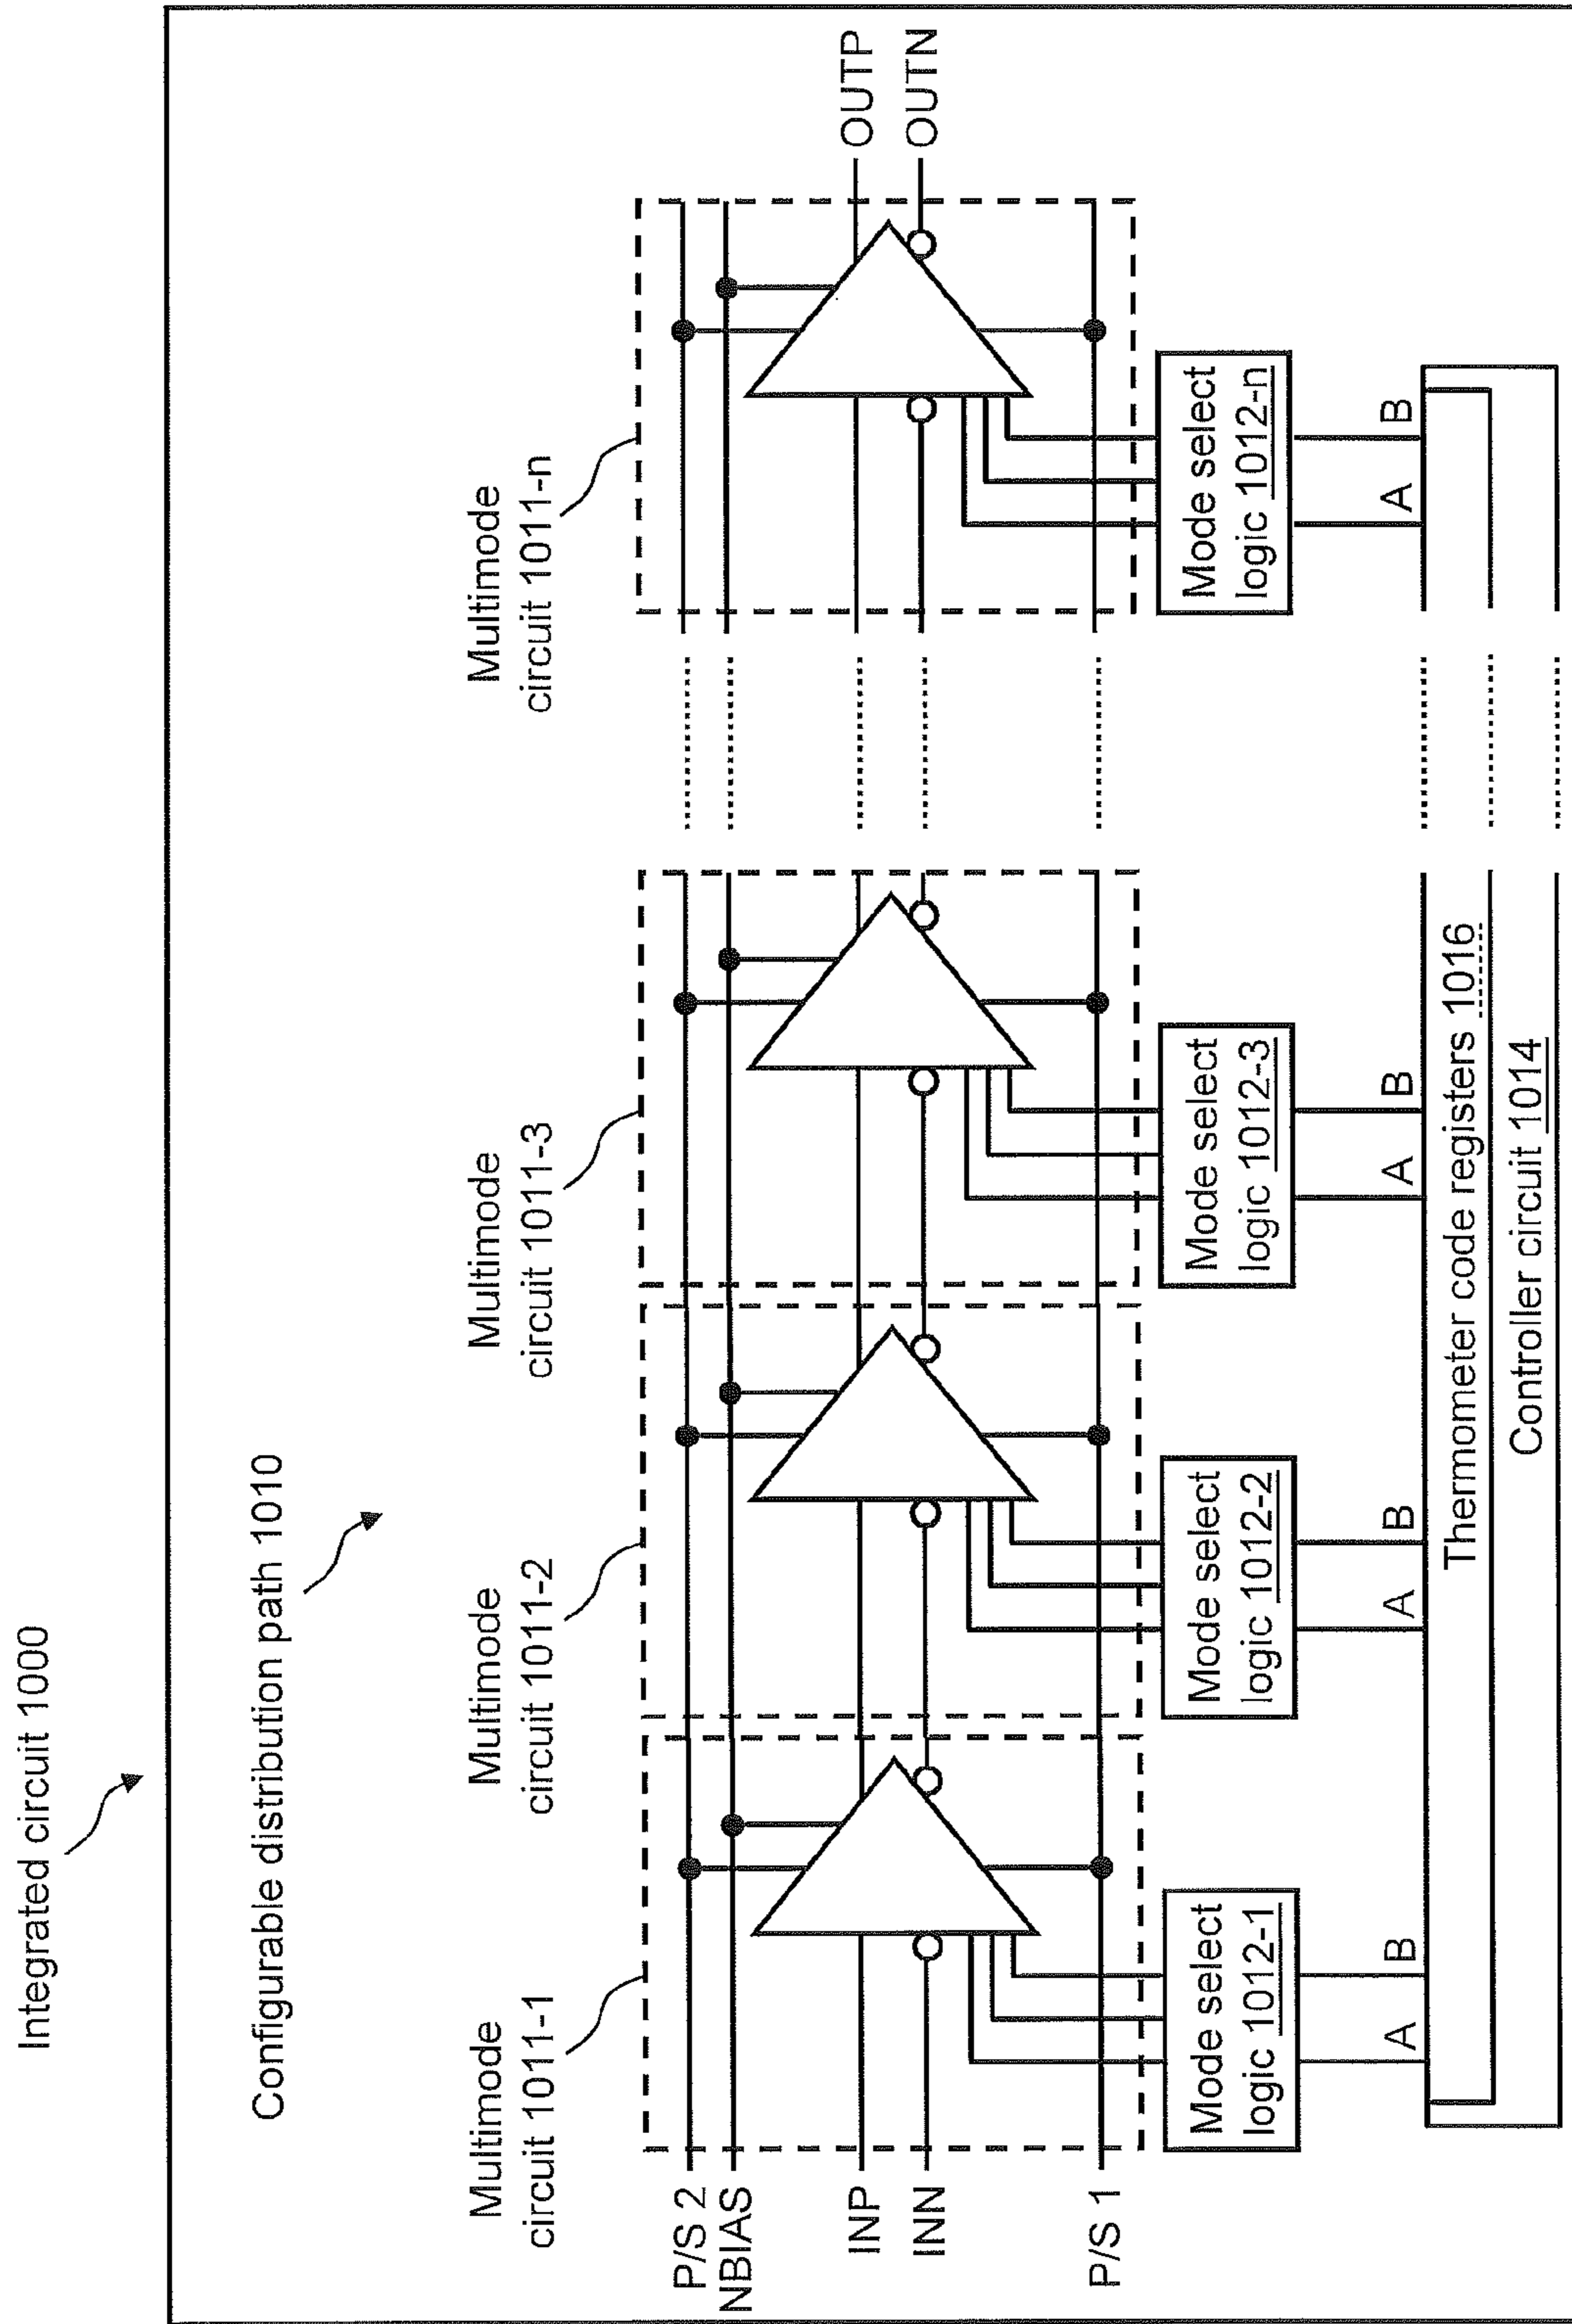 Integrated circuit 1000
Configurable distribution path 1010
Multimode
circuit 1011-1
Multimode
circuit 1011-2
Multimode
circuit 1011-3
Multimode
circuit 1011-n
P/S 2
NBIAS
INP
INN
P/S 1
OUTP
OUTN
Mode select
logic 1012-1
Mode select
logic 1012-2
Mode select
logic 1012-3
Mode select
logic 1012-n
A
B
A
B
A
B
A
B
Thermometer code registers 1016
Controller circuit 1014